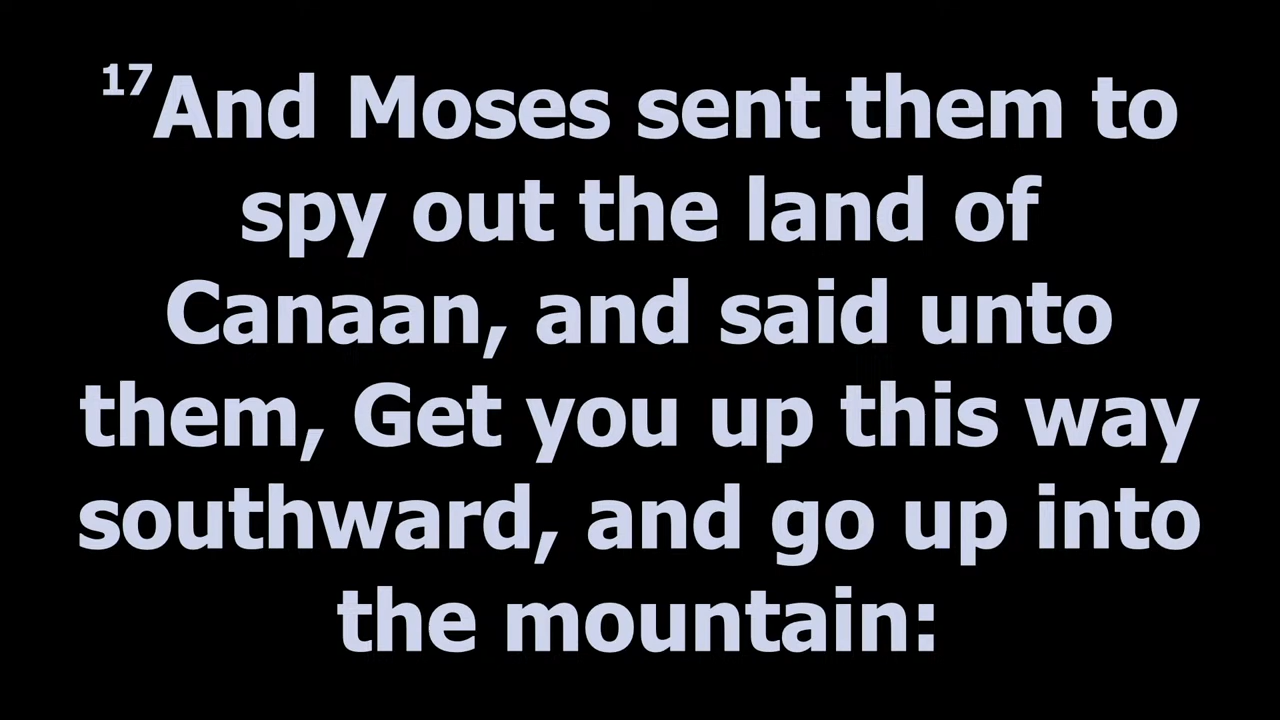 17And Moses sent them to
spy out the land of
Canaan, and said unto
them, Get you up this way
southward, and go up into
the mountain: